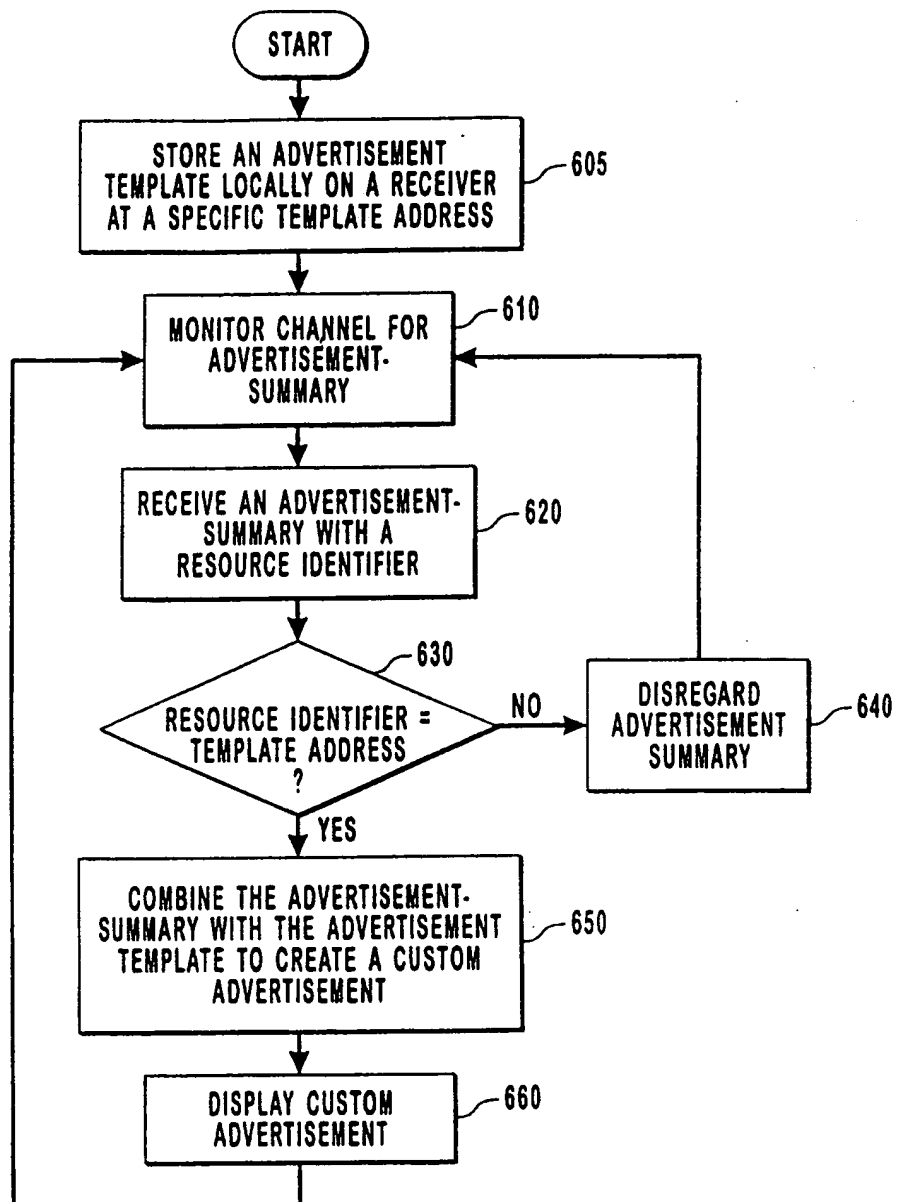 START
STORE AN ADVERTISEMENT
TEMPLATE LOCALLY ON A RECEIVER
AT A SPECIFIC TEMPLATE ADDRESS
605
MONITOR CHANNEL FOR
ADVERTISEMENT-
SUMMARY
610
RECEIVE AN ADVERTISEMENT-
SUMMARY WITH A
RESOURCE IDENTIFIER
620
630
RESOURCE IDENTIFIER =
TEMPLATE ADDRESS
?
NO
DISREGARD
ADVERTISEMENT
SUMMARY
640
YES
COMBINE THE ADVERTISEMENT-
SUMMARY WITH THE ADVERTISEMENT
TEMPLATE TO CREATE A CUSTOM
ADVERTISEMENT
650
DISPLAY CUSTOM
ADVERTISEMENT
660